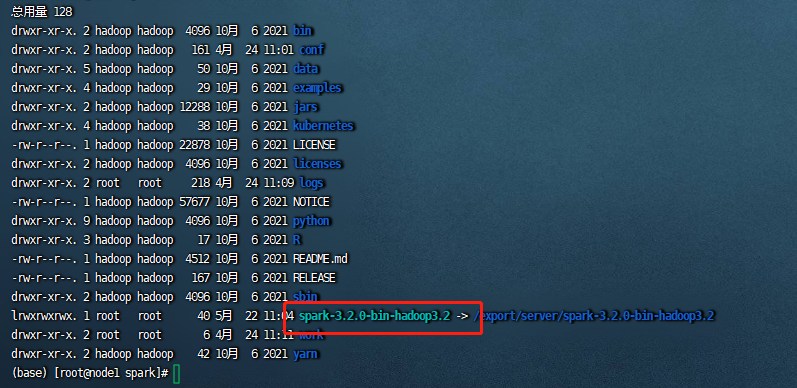 总用量 128
drwxr-xr-x. 2 hadoop hadoop 4096 10月 6 2021 bin
drwxr-xr-x. 2 hadoop hadoop 161 4月 24 11:01 conf
drwxr-xr-x. 5 hadoop hadoop 50 10月 6 2021 data
drwxr-xr-x. 4 hadoop hadoop 29 10月 6 2021 examples
drwxr-xr-x. 2 hadoop hadoop 12288 10月 6 2021 jars
drwxr-xr-x. 4 hadoop hadoop 38 10月 6 2021 kubernetes
-rw-r--r--. 1 hadoop hadoop 22878 10月 6 2021 LICENSE
drwxr-xr-x. 2 hadoop hadoop 4096 10月 6 2021 licenses
drwxr-xr-x. 2 root root 218 4月 24 11:09 logs
-rw-r--r--. 1 hadoop hadoop 57677 10月 6 2021 NOTICE
drwxr-xr-x. 9 hadoop hadoop 4096 10月 6 2021 python
drwxr-xr-x. 3 hadoop hadoop 17 10月 6 2021 R
-rw-r--r--. 1 hadoop hadoop 4512 10月 6 2021 README.md
-rw-r--r--. 1 hadoop hadoop 167 10月 6 2021 RELEASE
drwxr-xr-x. 2 hadoop hadoop 4096 10月 6 2021 sbin
lrwxrwxrwx. 1 root root 40 5月 22 11:04 spark-3.2.0-bin-hadoop3.2 -> /export/server/spark-3.2.0-bin-hadoop3.2
drwxr-xr-x. 2 root root 6 4月 24 11:11 work
drwxr-xr-x. 2 hadoop hadoop 42 10月 6 2021 yarn
(base) [root@node1 spark]#